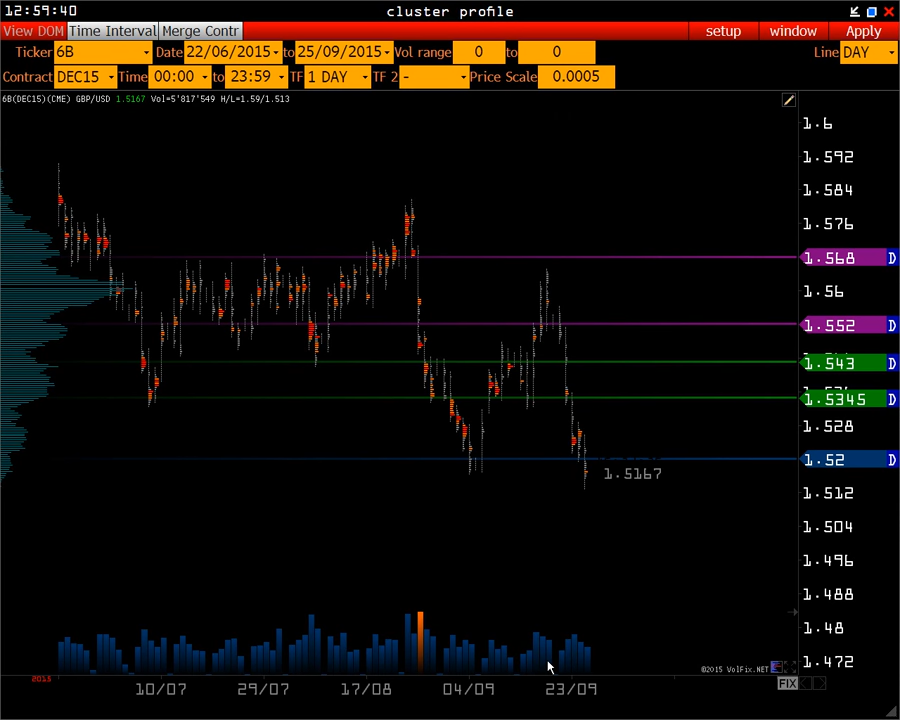 12:59:40 cluster profile
View DOM Time Interval Merge Contr setup window Apply
Ticker 6B Date 22/06/2015 to 25/09/2015 Vol range 0 to 0 Line DAY
Contract DEC15 Time 00:00 to 23:59 TF 1 DAY TF 2 - Price Scale 0.0005
6B(DEC15)(CME) GBP/USD 1.5167 Vol=5'817'549 H/L=1.59/1.513
1.6
1.592
1.584
1.576
1.568 D
1.56
1.552 D
1.543 D
1.5345 D
1.528
1.52 D
1.5167
1.512
1.504
1.496
1.488
1.48
1.472
©2015 VolFix.NET
2015 10/07 29/07 17/08 04/09 23/09 FIX